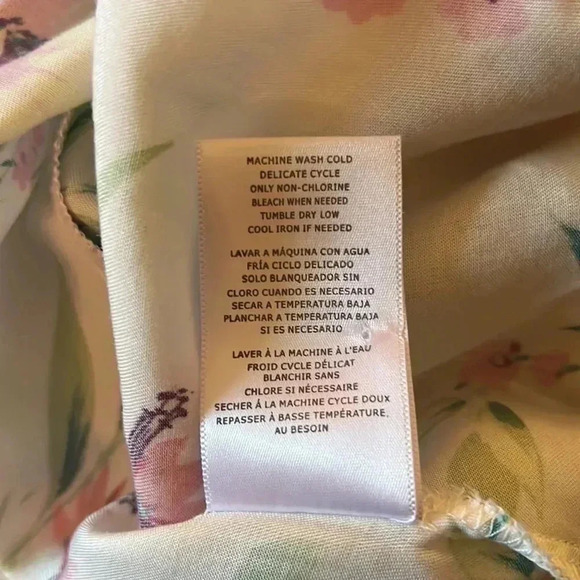 MACHINE WASH COLD
DELICATE CYCLE
ONLY NON-CHLORINE
BLEACH WHEN NEEDED
TUMBLE DRY LOW
COOL IRON IF NEEDED
LAVAR A MÁQUINA CON AGUA
FRÍA CICLO DELICADO
SOLO BLANQUEADOR SIN
CLORO CUANDO ES NECESARIO
SECAR A TEMPERATURA BAJA
PLANCHAR A TEMPERATURA BAJA
SI ES NECESARIO
LAVER Á LA MACHINE À L'EAU
FROID CVCLE DÉLICAT
BLANCHIR SANS
CHLORE SI NÉCESSAIRE
SECHER Á LA MACHINE CYCLE DOUX
REPASSER À BASSE TEMPÉRATURE,
AU BESOIN